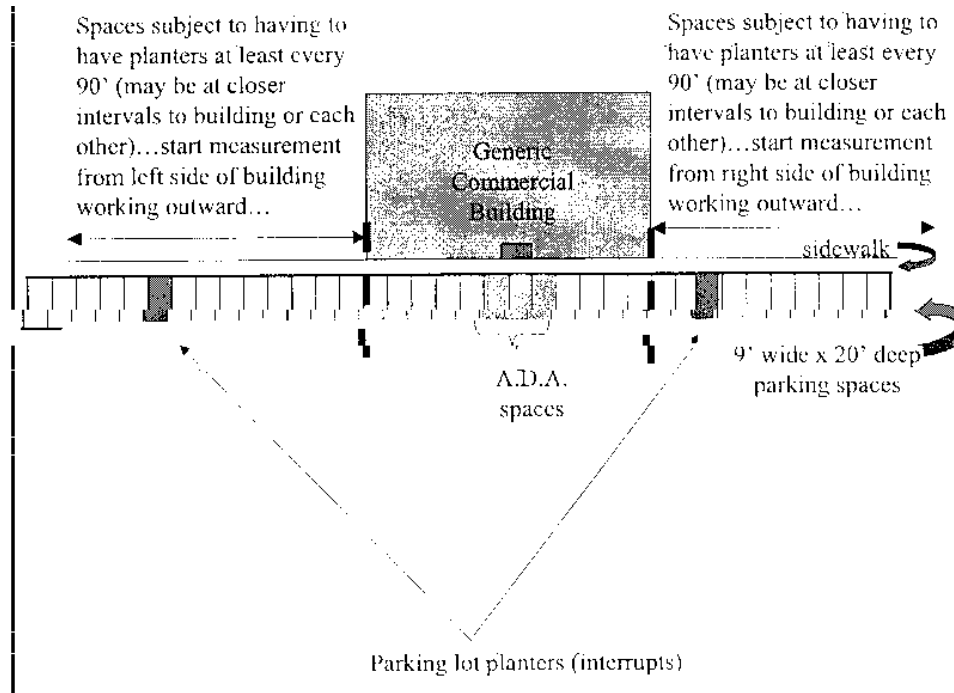 Spaces subject to having to
have planters at least every
90' (may be at closer
intervals to building or each
other)…start measurement
from left side of building
working outward…
Generic
Commercial
Building
Spaces subject to having to
have planters at least every
90' (may be at closer
intervals to building or each
other)…start measurement
from right side of building
working outward…
sidewalk
A.D.A.
spaces
9' wide x 20' deep
parking spaces
Parking lot planters (interrupts)